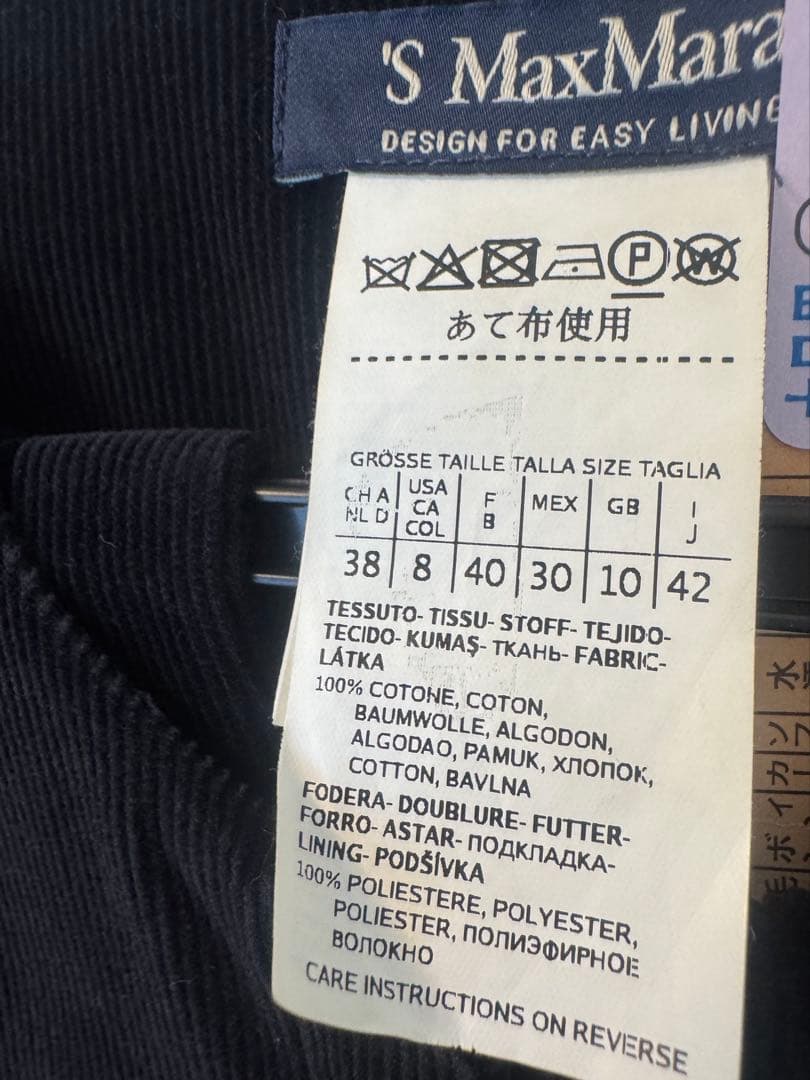 'S MaxMara
DESIGN FOR EASY LIVING
P
W
あて布使用
GRÖSSE TAILLE TALLA SIZE TAGLIA
CH A
NL D
USA
CA
COL
F
B
MEX
GB
I
J
38 8 40 30 10 42
TESSUTO- TISSU- STOFF- TEJIDO-
TECIDO- KUMAŞ- ТКАНЬ- FABRIC-
LÁTKA
100% COTONE, COTON,
BAUMWOLLE, ALGODON,
ALGODAO, PAMUK, ХЛОПОК,
COTTON, BAVLNA
FODERA- DOUBLURE- FUTTER-
FORRO- ASTAR- ПОДКЛАДКА-
LINING- PODŠÍVKA
100% POLIESTERE, POLYESTER,
POLIESTER, ПОЛИЭФИРНОЕ
ВОЛОКНО
CARE INSTRUCTIONS ON REVERSE